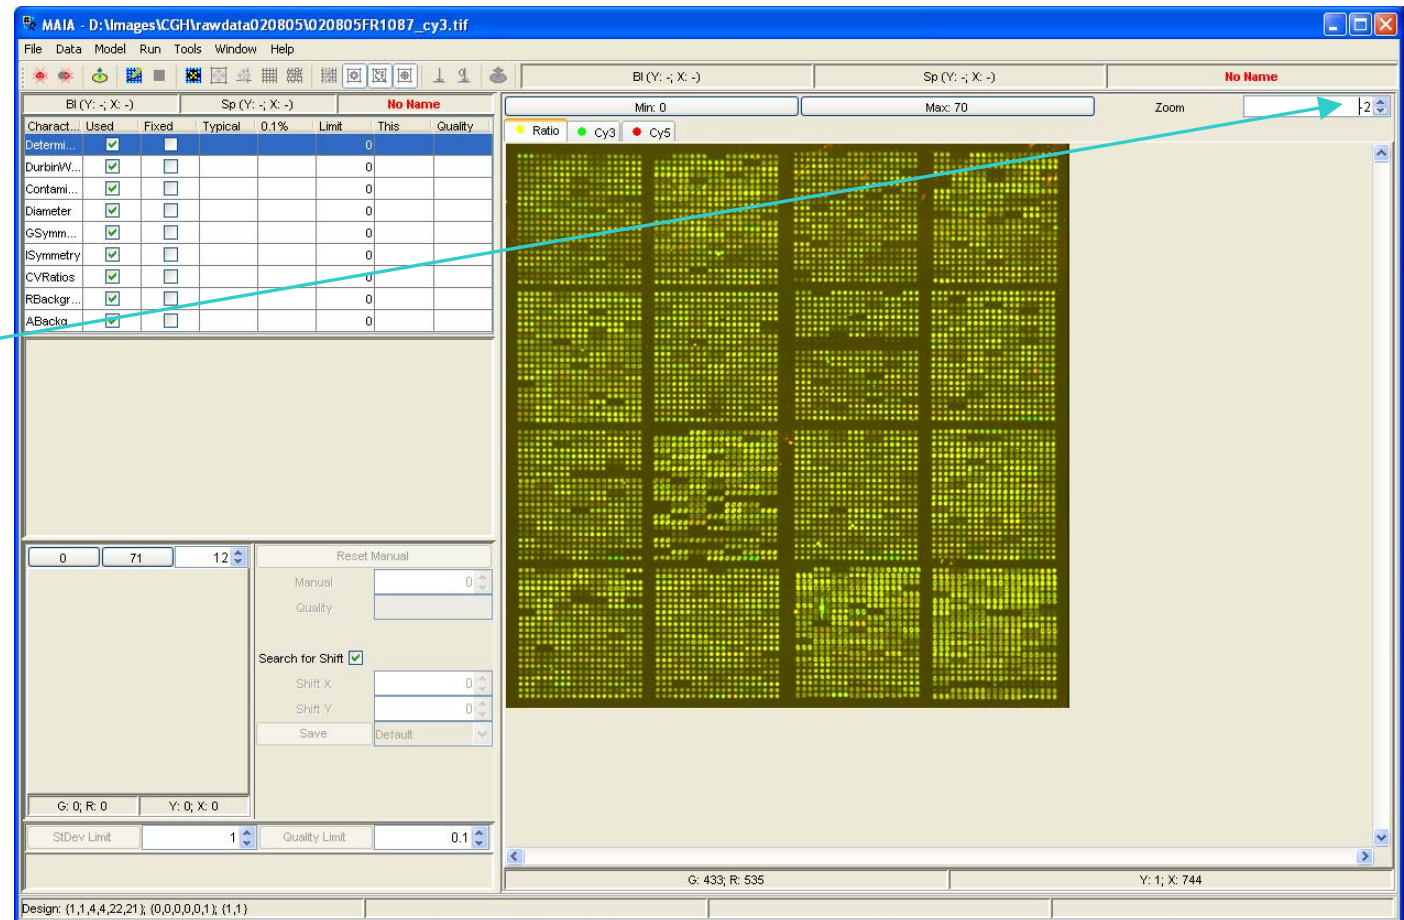 MAIA - D:\Images\CGH\rawdata020805\020805FR1087_cy3.tif
File Data Model Run Tools Window Help
Bl (Y: -; X: -) Sp (Y: -; X: -) No Name
Bl (Y: -; X: -) Sp (Y: -; X: -) No Name
Min: 0 Max: 70 Zoom -2
Charact... Used Fixed Typical 0.1% Limit This Quality
Ratio Cy3 Cy5
Determi... 0
DurbinW... 0
Contami... 0
Diameter 0
GSymm... 0
ISymmetry 0
CVRatios 0
RBackgr... 0
ABackg... 0
0 71 12 Reset Manual
Manual 0
Quality
Search for Shift
Shift X 0
Shift Y 0
Save Default
G: 0; R: 0 Y: 0; X: 0
StDev Limit 1 Quality Limit 0.1
G: 433; R: 535 Y: 1; X: 744
Design: {1,1,4,4,22,21}; {0,0,0,0,0,1}; {1,1}